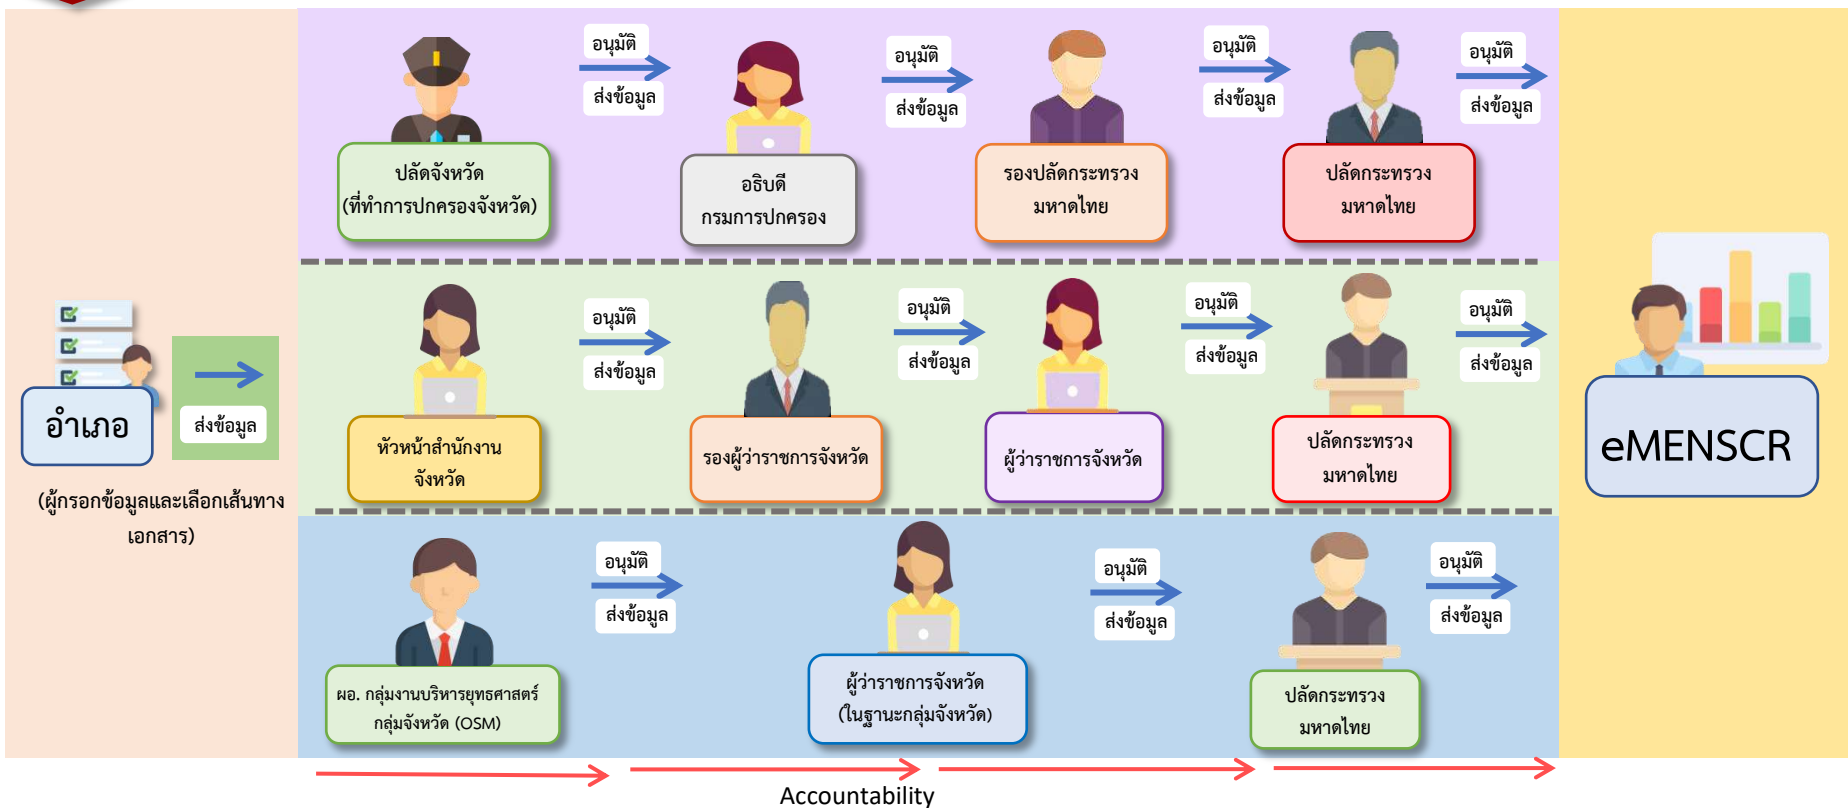 อนุมัติ
ส่งข้อมูล
อนุมัติ
ส่งข้อมูล
อนุมัติ
ส่งข้อมูล
อนุมัติ
ส่งข้อมูล
ปลัดจังหวัด
(ที่ทำการปกครองจังหวัด)
อธิบดี
กรมการปกครอง
รองปลัดกระทรวง
มหาดไทย
ปลัดกระทรวง
มหาดไทย
อำเภอ
ส่งข้อมูล
(ผู้กรอกข้อมูลและเลือกเส้นทาง
เอกสาร)
อนุมัติ
ส่งข้อมูล
อนุมัติ
ส่งข้อมูล
อนุมัติ
ส่งข้อมูล
อนุมัติ
ส่งข้อมูล
หัวหน้าสำนักงาน
จังหวัด
รองผู้ว่าราชการจังหวัด
ผู้ว่าราชการจังหวัด
ปลัดกระทรวง
มหาดไทย
eMENSCR
อนุมัติ
ส่งข้อมูล
อนุมัติ
ส่งข้อมูล
อนุมัติ
ส่งข้อมูล
ผอ. กลุ่มงานบริหารยุทธศาสตร์
กลุ่มจังหวัด (OSM)
ผู้ว่าราชการจังหวัด
(ในฐานะกลุ่มจังหวัด)
ปลัดกระทรวง
มหาดไทย
Accountability